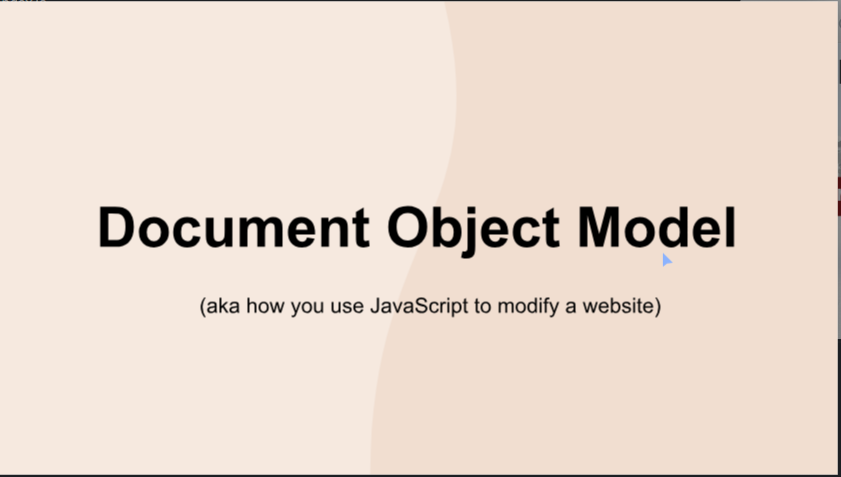 Document Object Model
(aka how you use JavaScript to modify a website)